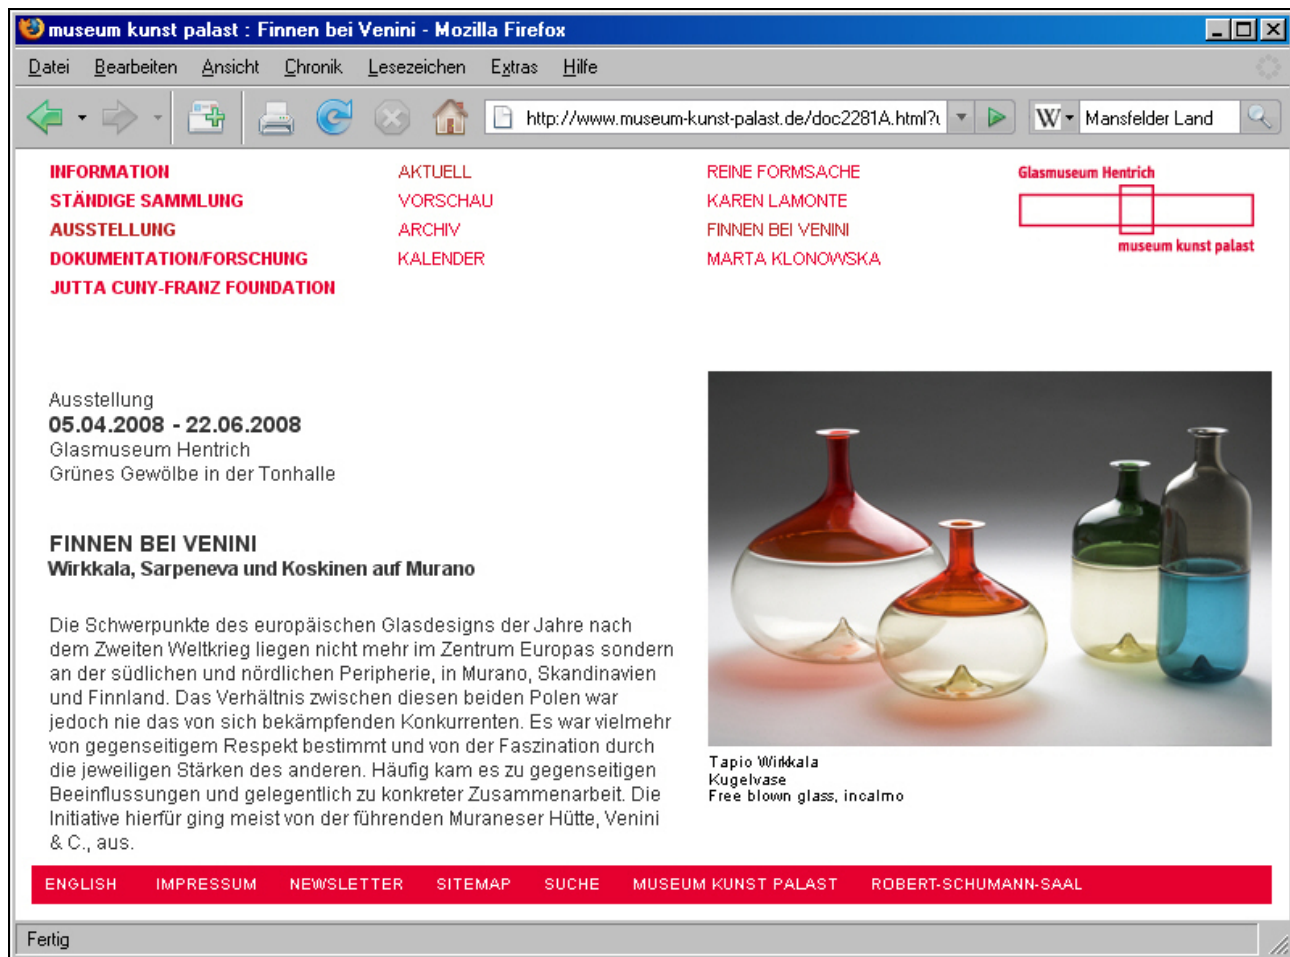 museum kunst palast : Finnen bei Venini - Mozilla Firefox
Datei Bearbeiten Ansicht Chronik Lesezeichen Extras Hilfe
http://www.museum-kunst-palast.de/doc2281A.html?
W Mansfelder Land
INFORMATION
STÄNDIGE SAMMLUNG
AUSSTELLUNG
DOKUMENTATION/FORSCHUNG
JUTTA CUNY-FRANZ FOUNDATION
AKTUELL
VORSCHAU
ARCHIV
KALENDER
REINE FORMSACHE
KAREN LAMONTE
FINNEN BEI VENINI
MARTA KLONOWSKA
Glasmuseum Hentrich
museum kunst palast
Ausstellung
05.04.2008 - 22.06.2008
Glasmuseum Hentrich
Grünes Gewölbe in der Tonhalle
FINNEN BEI VENINI
Wirkkala, Sarpeneva und Koskinen auf Murano
Die Schwerpunkte des europäischen Glasdesigns der Jahre nach
dem Zweiten Weltkrieg liegen nicht mehr im Zentrum Europas sondern
an der südlichen und nördlichen Peripherie, in Murano, Skandinavien
und Finnland. Das Verhältnis zwischen diesen beiden Polen war
jedoch nie das von sich bekämpfenden Konkurrenten. Es war vielmehr
von gegenseitigem Respekt bestimmt und von der Faszination durch
die jeweiligen Stärken des anderen. Häufig kam es zu gegenseitigen
Beeinflussungen und gelegentlich zu konkreter Zusammenarbeit. Die
Initiative hierfür ging meist von der führenden Muraneser Hütte, Venini
& C., aus.
Tapio Wirkkala
Kugelvase
Free blown glass, incalmo
ENGLISH IMPRESSUM NEWSLETTER SITEMAP SUCHE MUSEUM KUNST PALAST ROBERT-SCHUMANN-SAAL
Fertig